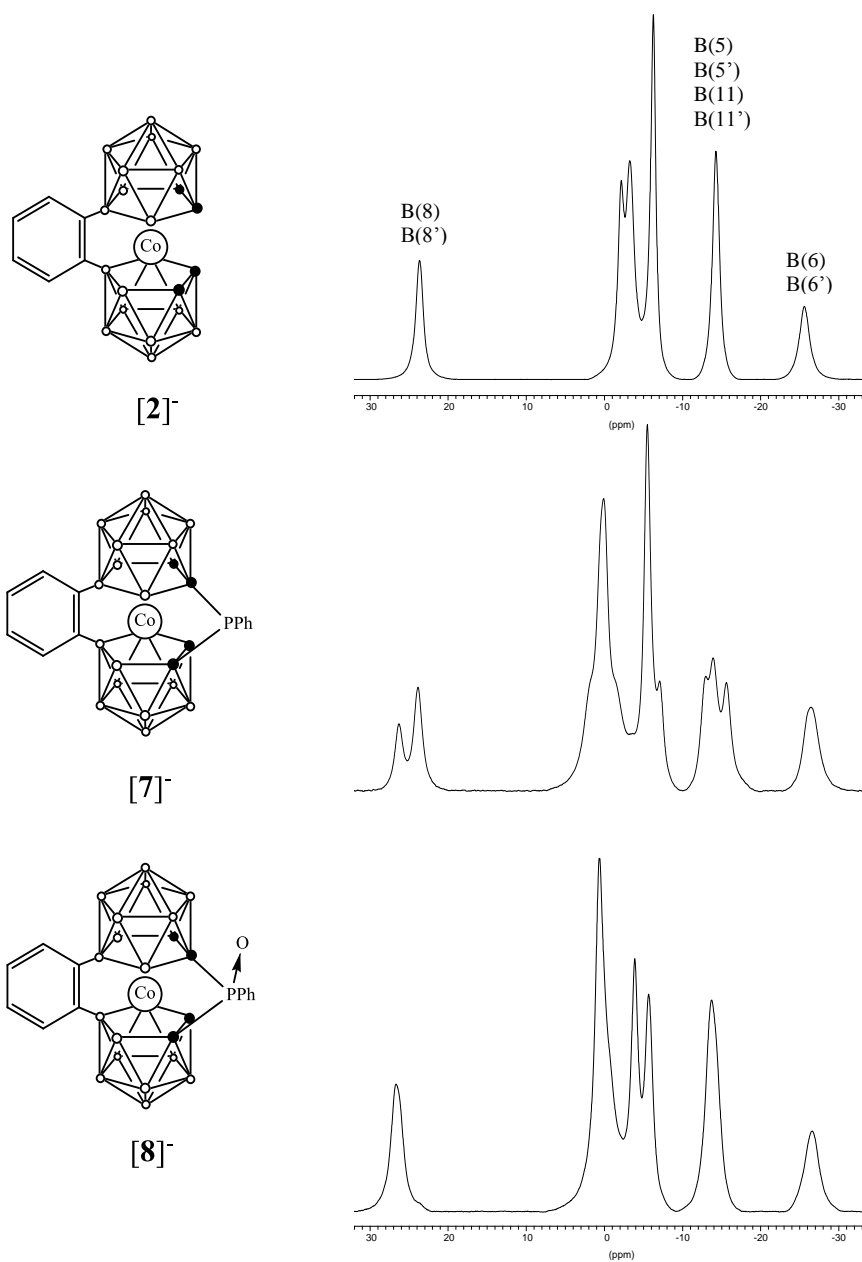 B(5)
B(5’)
B(11)
B(11’)
B(8)
B(8’)
B(6)
B(6’)
Co
[2]-
30 20 10 0 -10 -20 -30
(ppm)
Co
PPh
[7]-
O
Co
PPh
[8]-
30 20 10 0 -10 -20 -30
(ppm)